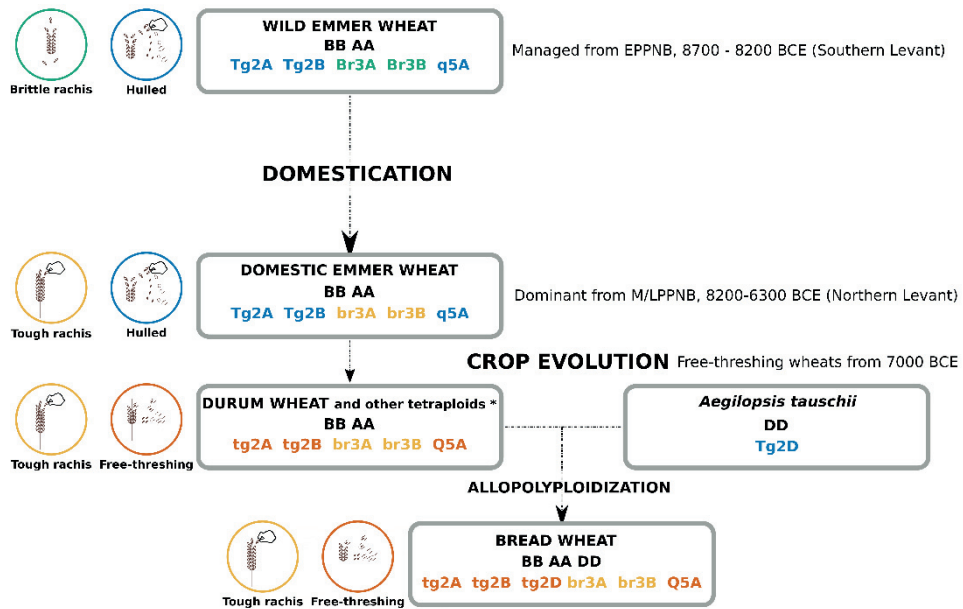 WILD EMMER WHEAT
BB AA
Tg2A Tg2B Br3A Br3B q5A
Managed from EPPNB, 8700 - 8200 BCE (Southern Levant)
Brittle rachis
Hulled
DOMESTICATION
DOMESTIC EMMER WHEAT
BB AA
Tg2A Tg2B br3A br3B q5A
Dominant from M/LPPNB, 8200-6300 BCE (Northern Levant)
Tough rachis
Hulled
CROP EVOLUTION Free-threshing wheats from 7000 BCE
DURUM WHEAT and other tetraploids *
BB AA
tg2A tg2B br3A br3B Q5A
Aegilopsis tauschii
DD
Tg2D
Tough rachis
Free-threshing
ALLOPOLYPLOIDIZATION
BREAD WHEAT
BB AA DD
tg2A tg2B tg2D br3A br3B Q5A
Tough rachis
Free-threshing